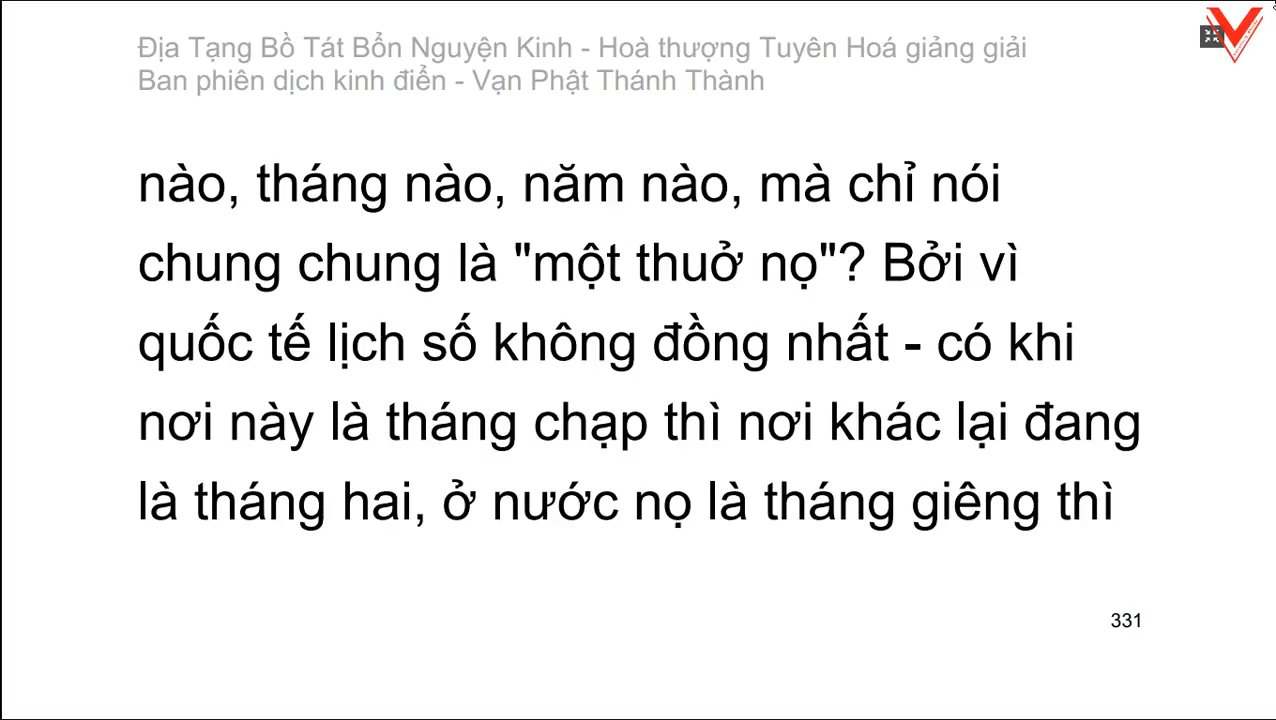 Địa Tạng Bồ Tát Bổn Nguyện Kinh - Hoà thượng Tuyên Hoá giảng giải
Ban phiên dịch kinh điển - Vạn Phật Thánh Thành
nào, tháng nào, năm nào, mà chỉ nói
chung chung là "một thuở nọ"? Bởi vì
quốc tế lịch số không đồng nhất - có khi
nơi này là tháng chạp thì nơi khác lại đang
là tháng hai, ở nước nọ là tháng giêng thì
331